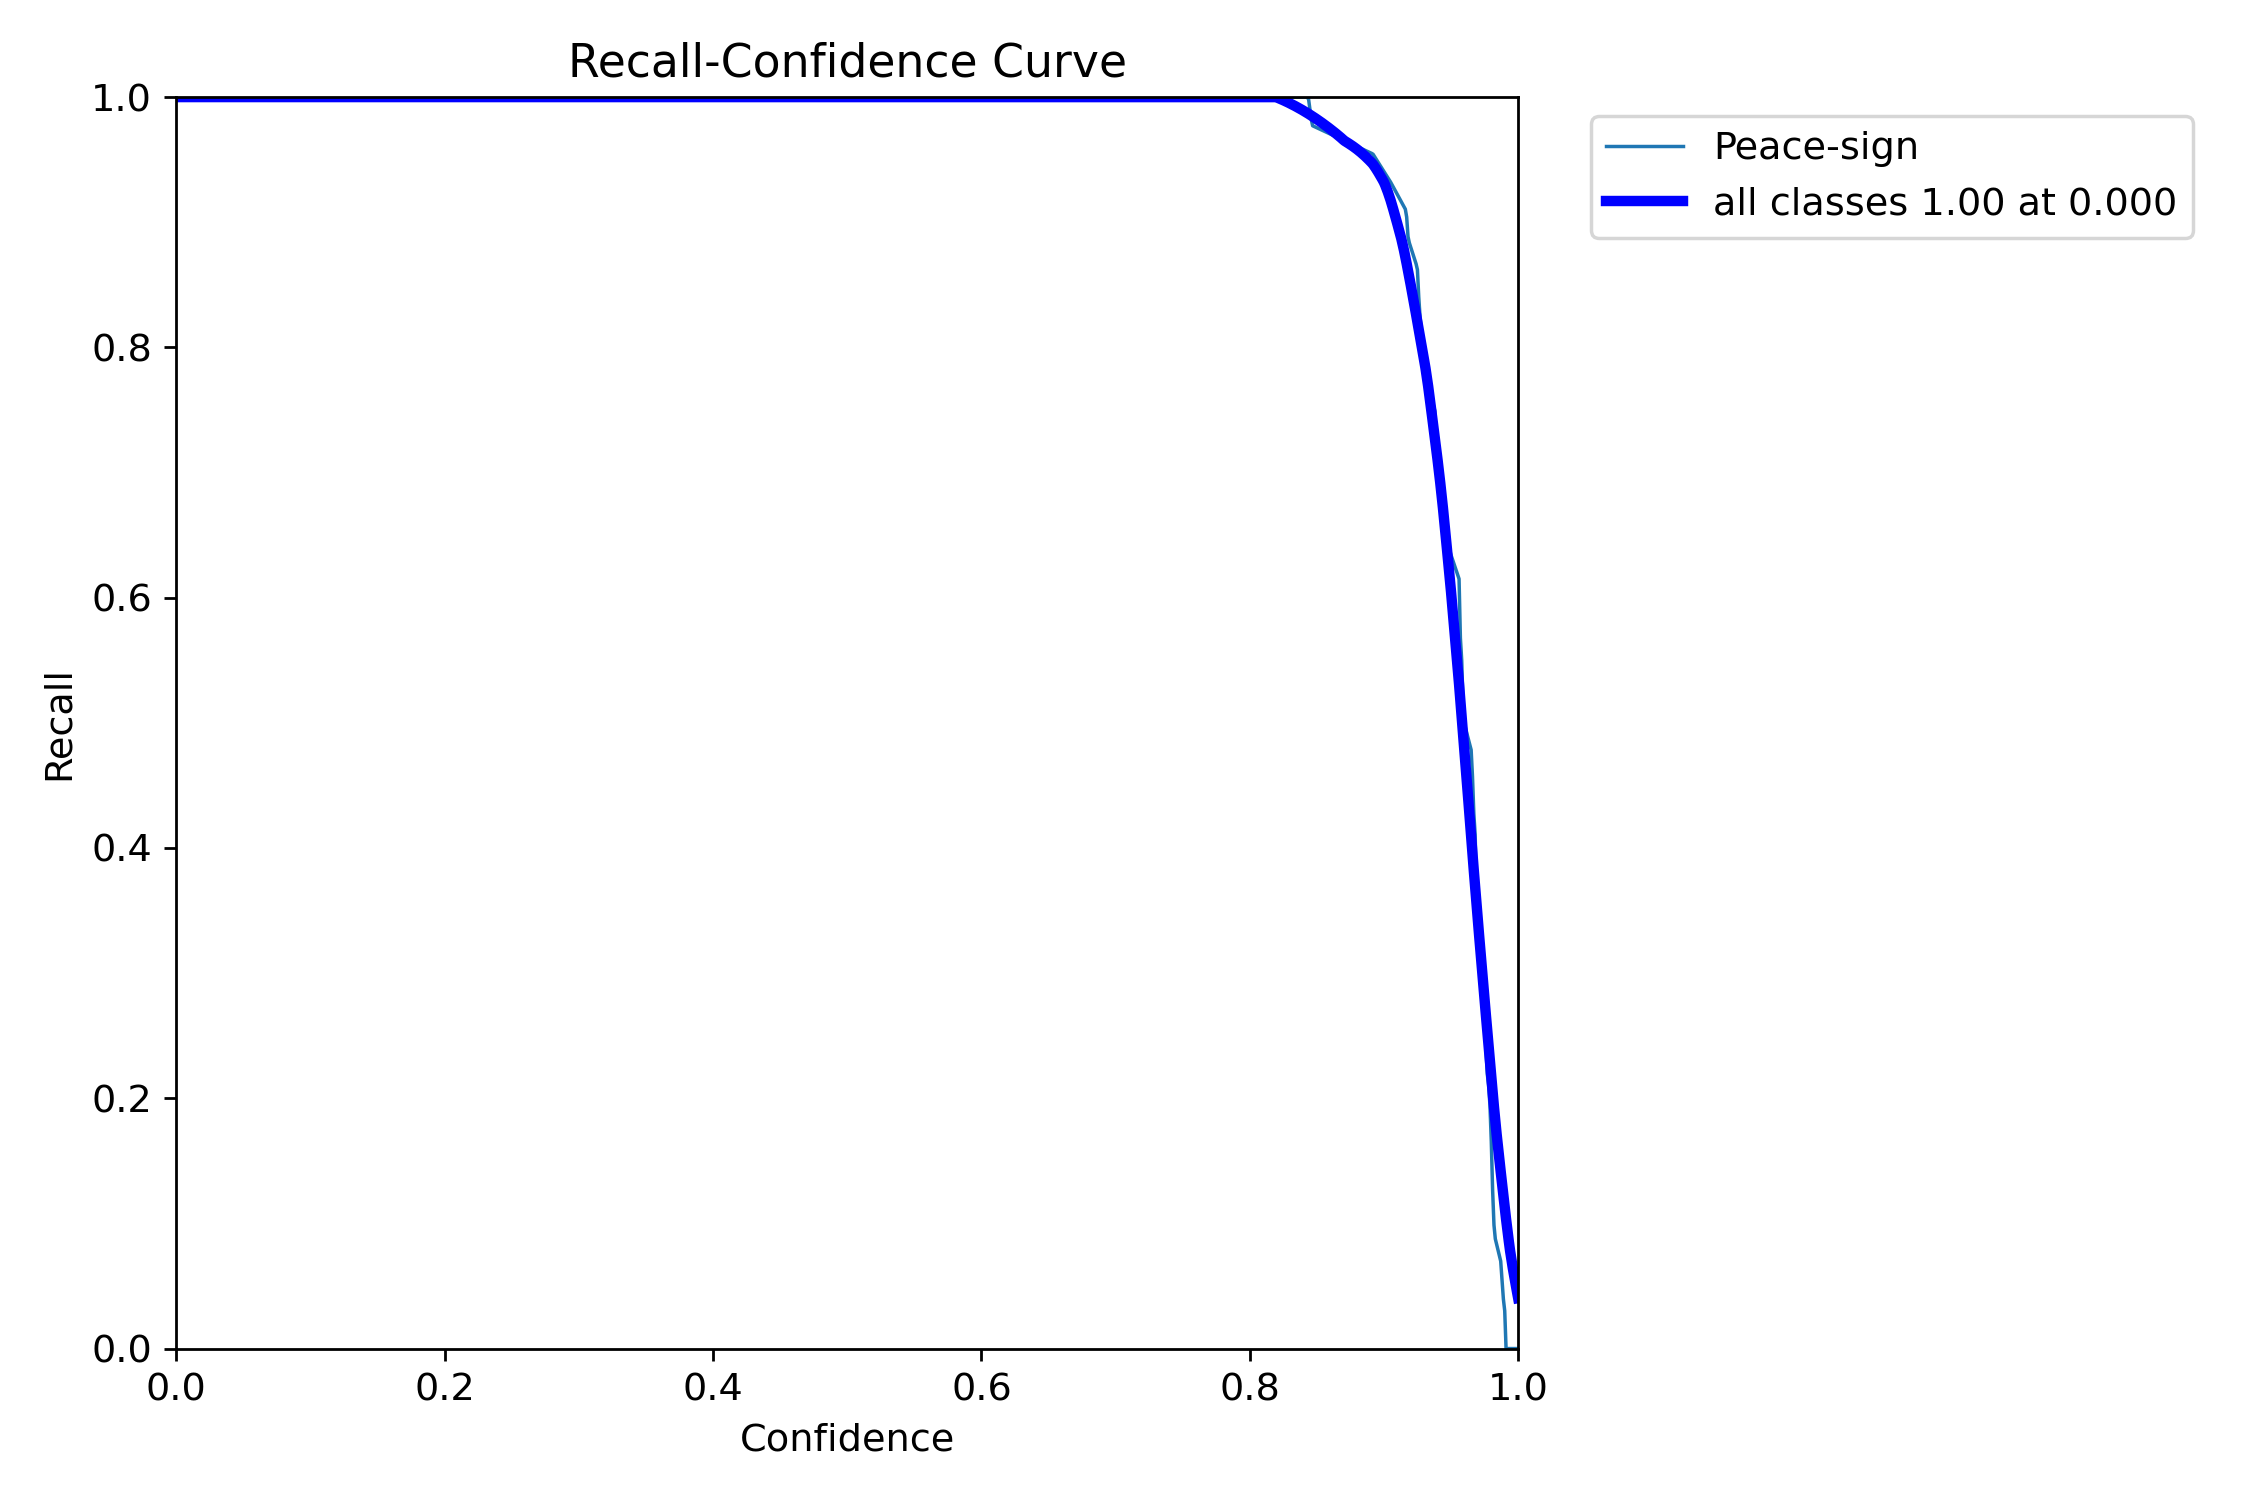 Recall-Confidence Curve
1.0
0.8
0.6
0.4
0.2
0.0
Recall
0.0 0.2 0.4 0.6 0.8 1.0
Confidence
Peace-sign
all classes 1.00 at 0.000